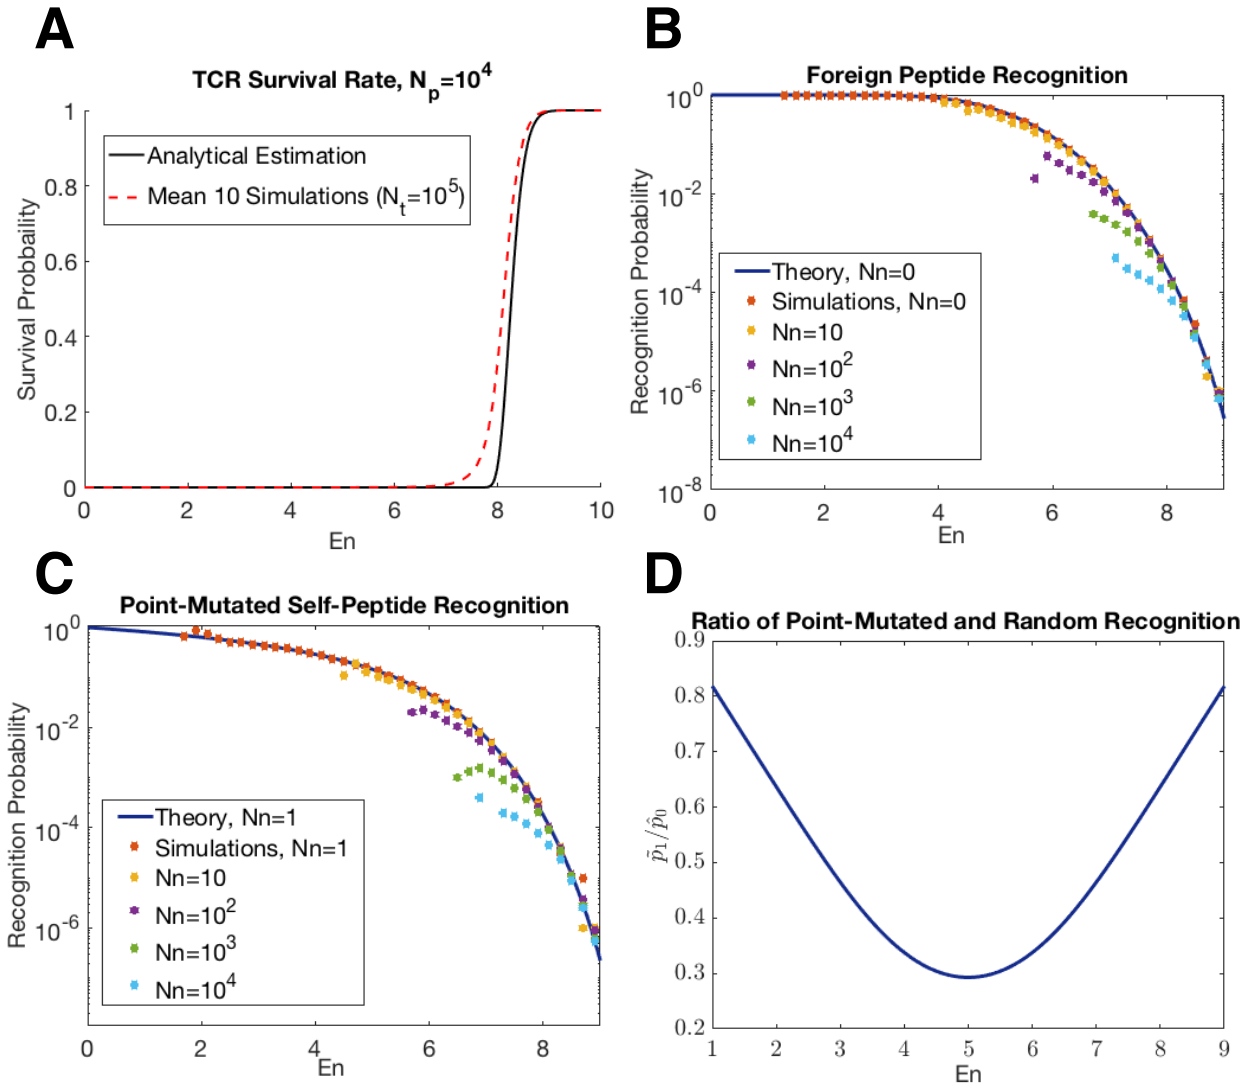 A
TCR Survival Rate, Np=10^4
Survival Probbaility
1
0.8
0.6
0.4
0.2
0
Analytical Estimation
Mean 10 Simulations (Nt=10^5)
0 2 4 6 8 10
En
B
Foreign Peptide Recognition
Recognition Probability
10^0
10^-2
10^-4
10^-6
10^-8
Theory, Nn=0
Simulations, Nn=0
Nn=10
Nn=10^2
Nn=10^3
Nn=10^4
0 2 4 6 8
En
C
Point-Mutated Self-Peptide Recognition
Recognition Probability
10^0
10^-2
10^-4
10^-6
Theory, Nn=1
Simulations, Nn=1
Nn=10
Nn=10^2
Nn=10^3
Nn=10^4
0 2 4 6 8
En
D
Ratio of Point-Mutated and Random Recognition
p̃1/p̂0
0.9
0.8
0.7
0.6
0.5
0.4
0.3
0.2
1 2 3 4 5 6 7 8 9
En